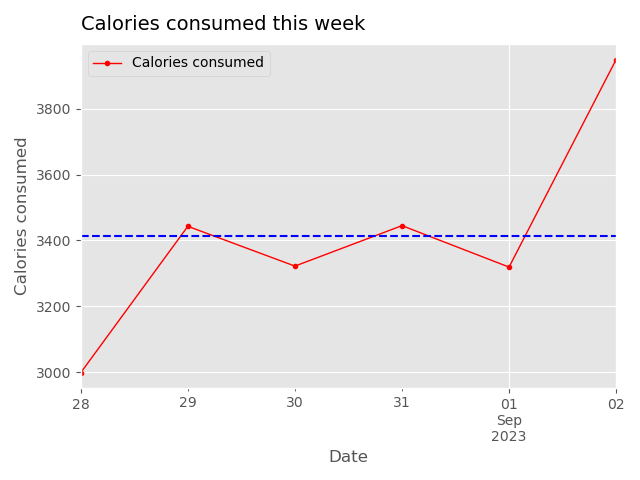 Calories consumed this week
Calories consumed
Calories consumed
3800
3600
3400
3200
3000
28
29
30
31
01
Sep
2023
02
Date